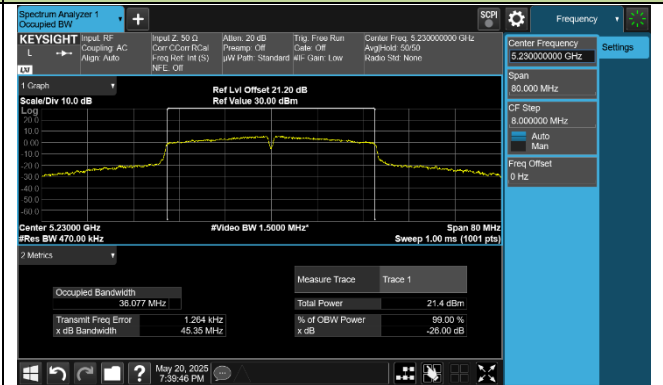 Spectrum Analyzer 1
Occupied BW
SCPI
Frequency
KEYSIGHT
L
LXI
Input: RF
Coupling: AC
Align: Auto
Input Z: 50 Ω
Corr CCorr RCal
Freq Ref: Int (S)
NFE: Off
Atten: 20 dB
Preamp: Off
µW Path: Standard
Trig: Free Run
Gate: Off
#IF Gain: Low
Center Freq: 5.230000000 GHz
Avg|Hold: 50/50
Radio Std: None
Center Frequency
5.230000000 GHz
Settings
Span
80.000 MHz
CF Step
8.000000 MHz
Auto
Man
Freq Offset
0 Hz
1 Graph
Scale/Div 10.0 dB
Ref Lvl Offset 21.20 dB
Ref Value 30.00 dBm
Log
20.0
10.0
0.00
-10.0
-20.0
-30.0
-40.0
-50.0
-60.0
Center 5.23000 GHz
#Res BW 470.00 kHz
#Video BW 1.5000 MHz*
Span 80 MHz
Sweep 1.00 ms (1001 pts)
2 Metrics
Measure Trace
Trace 1
Occupied Bandwidth
36.077 MHz
Total Power
21.4 dBm
Transmit Freq Error
1.264 kHz
% of OBW Power
99.00 %
x dB Bandwidth
45.35 MHz
x dB
-26.00 dB
May 20, 2025
7:39:46 PM